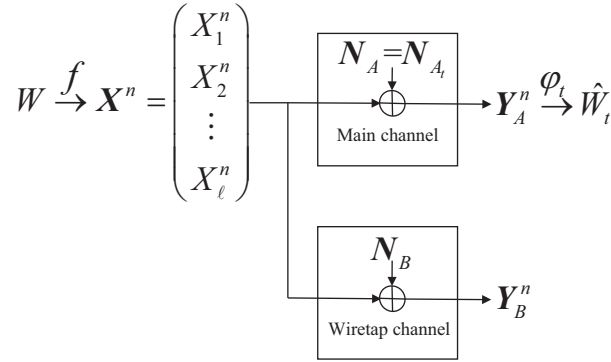 W →f X^n = (X_1^n
X_2^n
⋮
X_ℓ^n)
N_A=N_{A_t}
Main channel
Y_A^n →φ_t Ŵ_t
N_B
Wiretap channel
Y_B^n